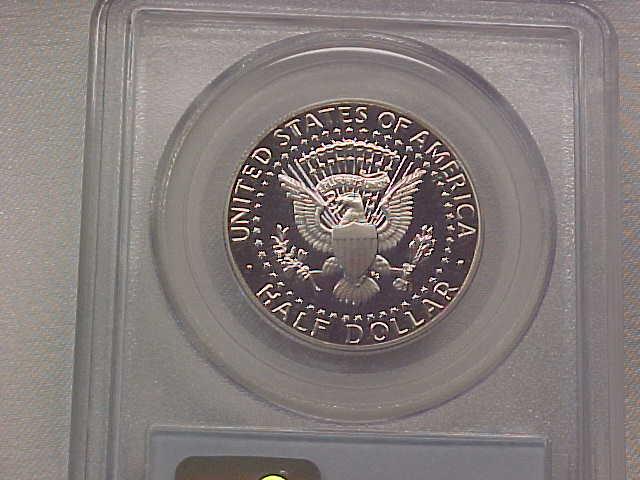 UNITED STATES OF AMERICA
HALF DOLLAR